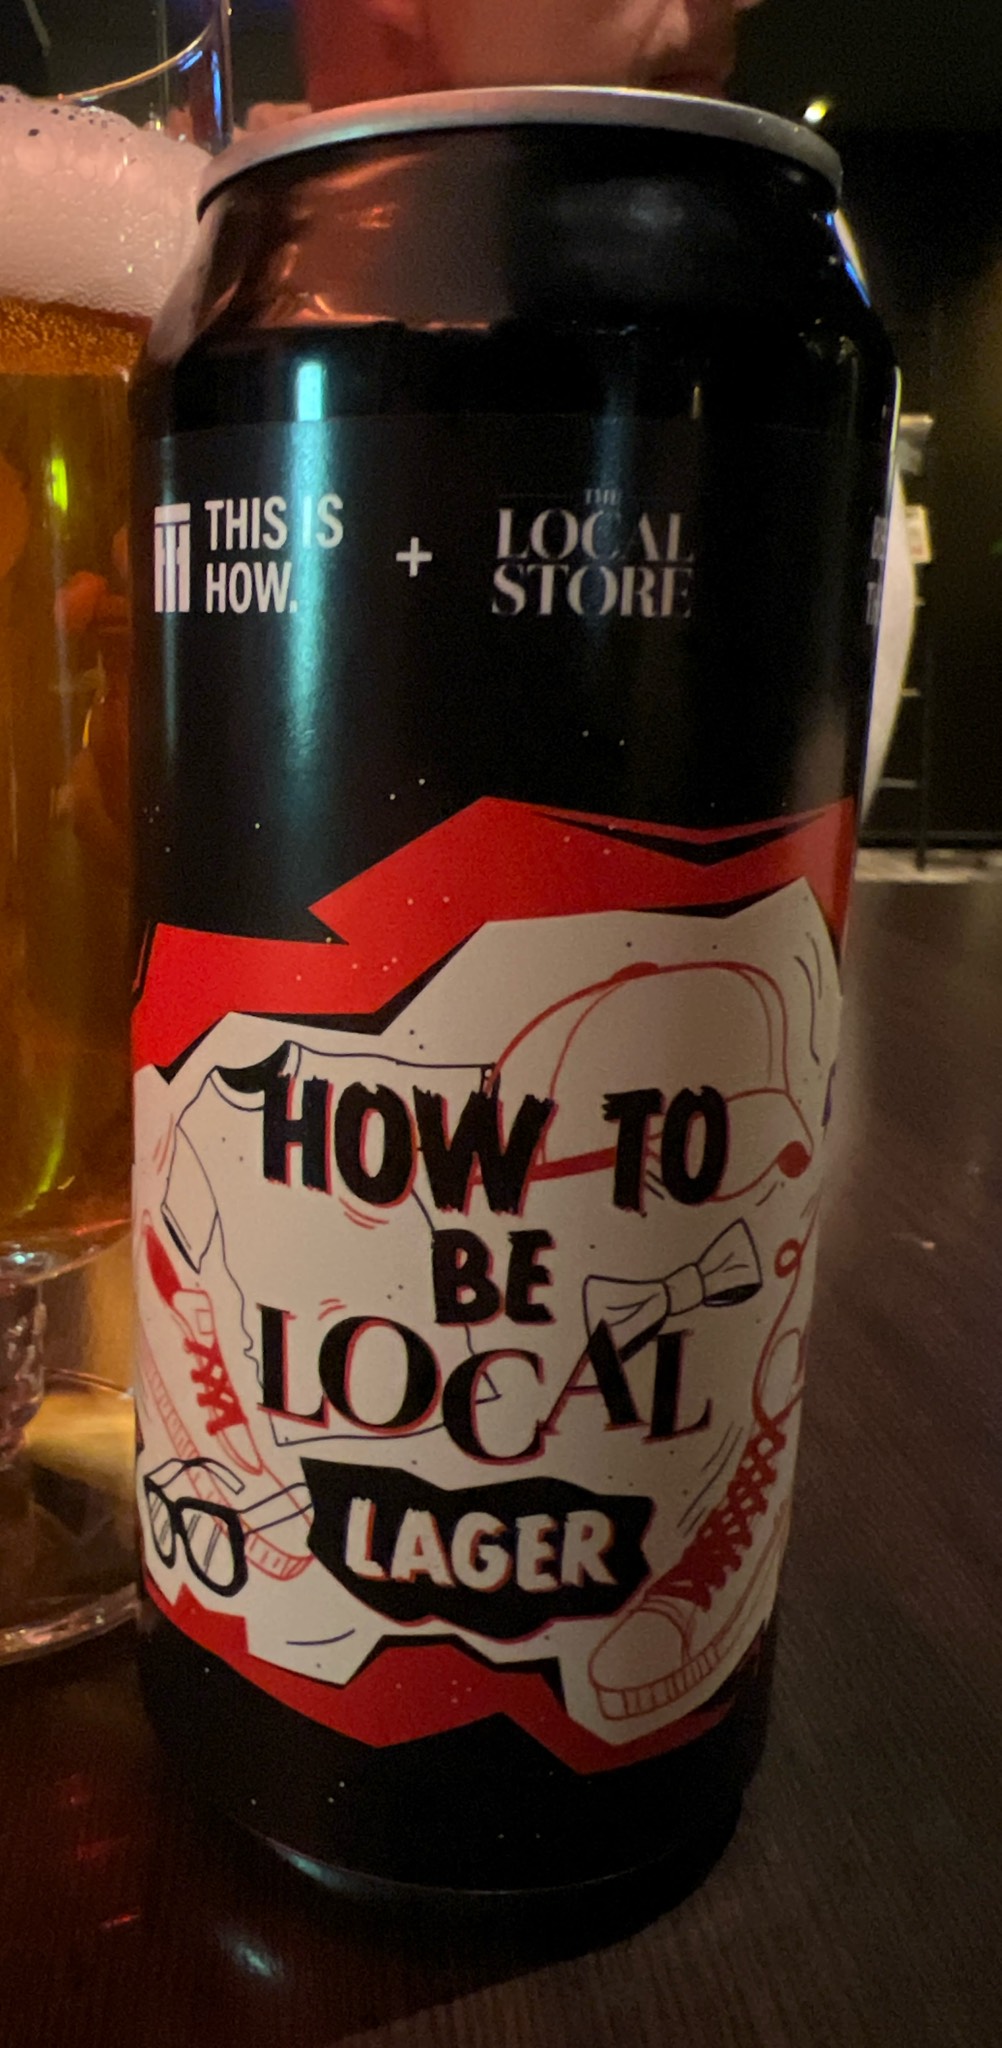 THIS IS
HOW.
+
THE
LOCAL
STORE
HOW TO
BE
LOCAL
LAGER